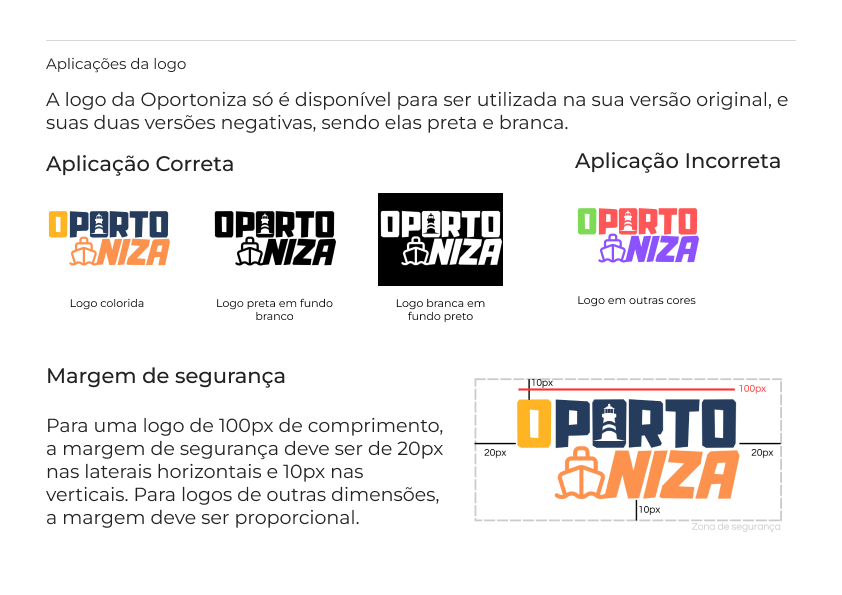 Aplicações da logo
A logo da Oportoniza só é disponível para ser utilizada na sua versão original, e
suas duas versões negativas, sendo elas preta e branca.
Aplicação Correta
Aplicação Incorreta
OPORTO
NIZA
OPORTO
NIZA
OPORTO
NIZA
OPORTO
NIZA
Logo colorida
Logo preta em fundo
branco
Logo branca em
fundo preto
Logo em outras cores
Margem de segurança
Para uma logo de 100px de comprimento,
a margem de segurança deve ser de 20px
nas laterais horizontais e 10px nas
verticais. Para logos de outras dimensões,
a margem deve ser proporcional.
10px
100px
OPORTO
NIZA
20px
20px
10px
Zona de segurança